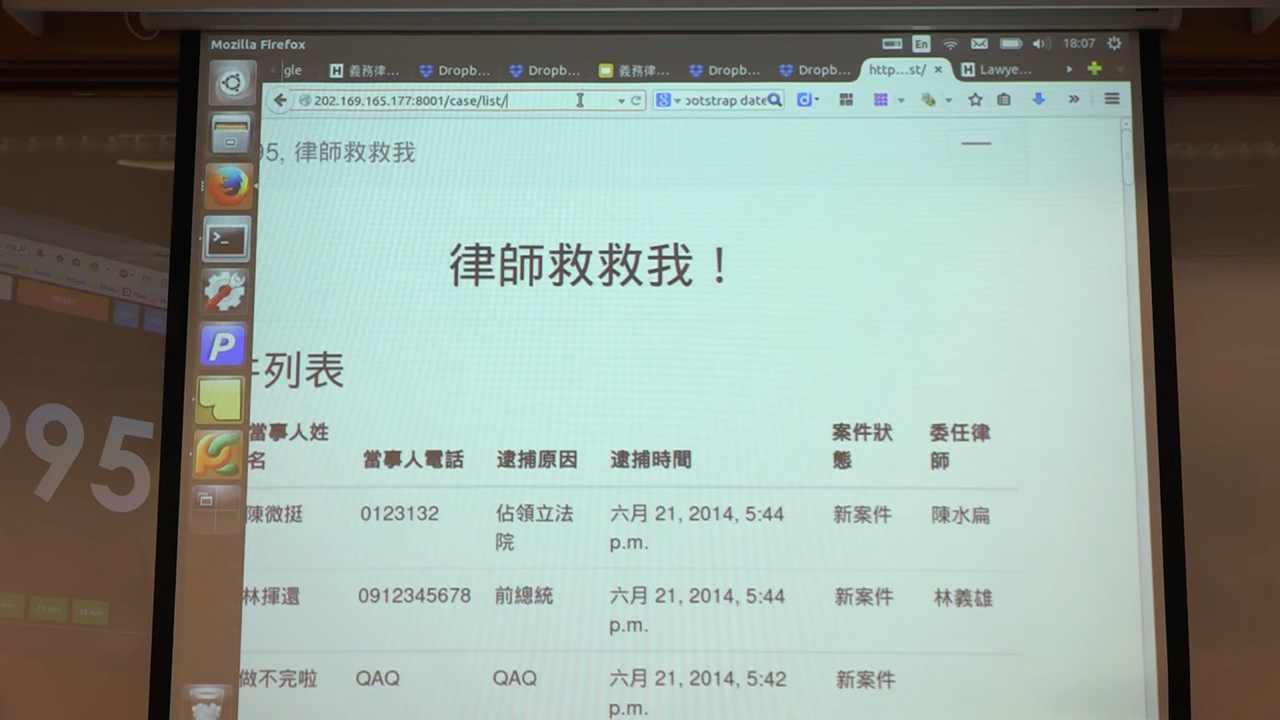 Mozilla Firefox
En
18:07
gle
義務律...
Dropb...
Dropb...
義務律...
Dropb...
Dropb...
http...st/
Lawye...
202.169.165.177:8001/case/list/
ootstrap date
95, 律師救救我
律師救救我！
列表
當事人姓名 當事人電話 逮捕原因 逮捕時間 案件狀態 委任律師
陳微挺 0123132 佔領立法院 六月 21, 2014, 5:44 p.m. 新案件 陳水扁
林揮還 0912345678 前總統 六月 21, 2014, 5:44 p.m. 新案件 林義雄
做不完啦 QAQ QAQ 六月 21, 2014, 5:42 p.m. 新案件
995